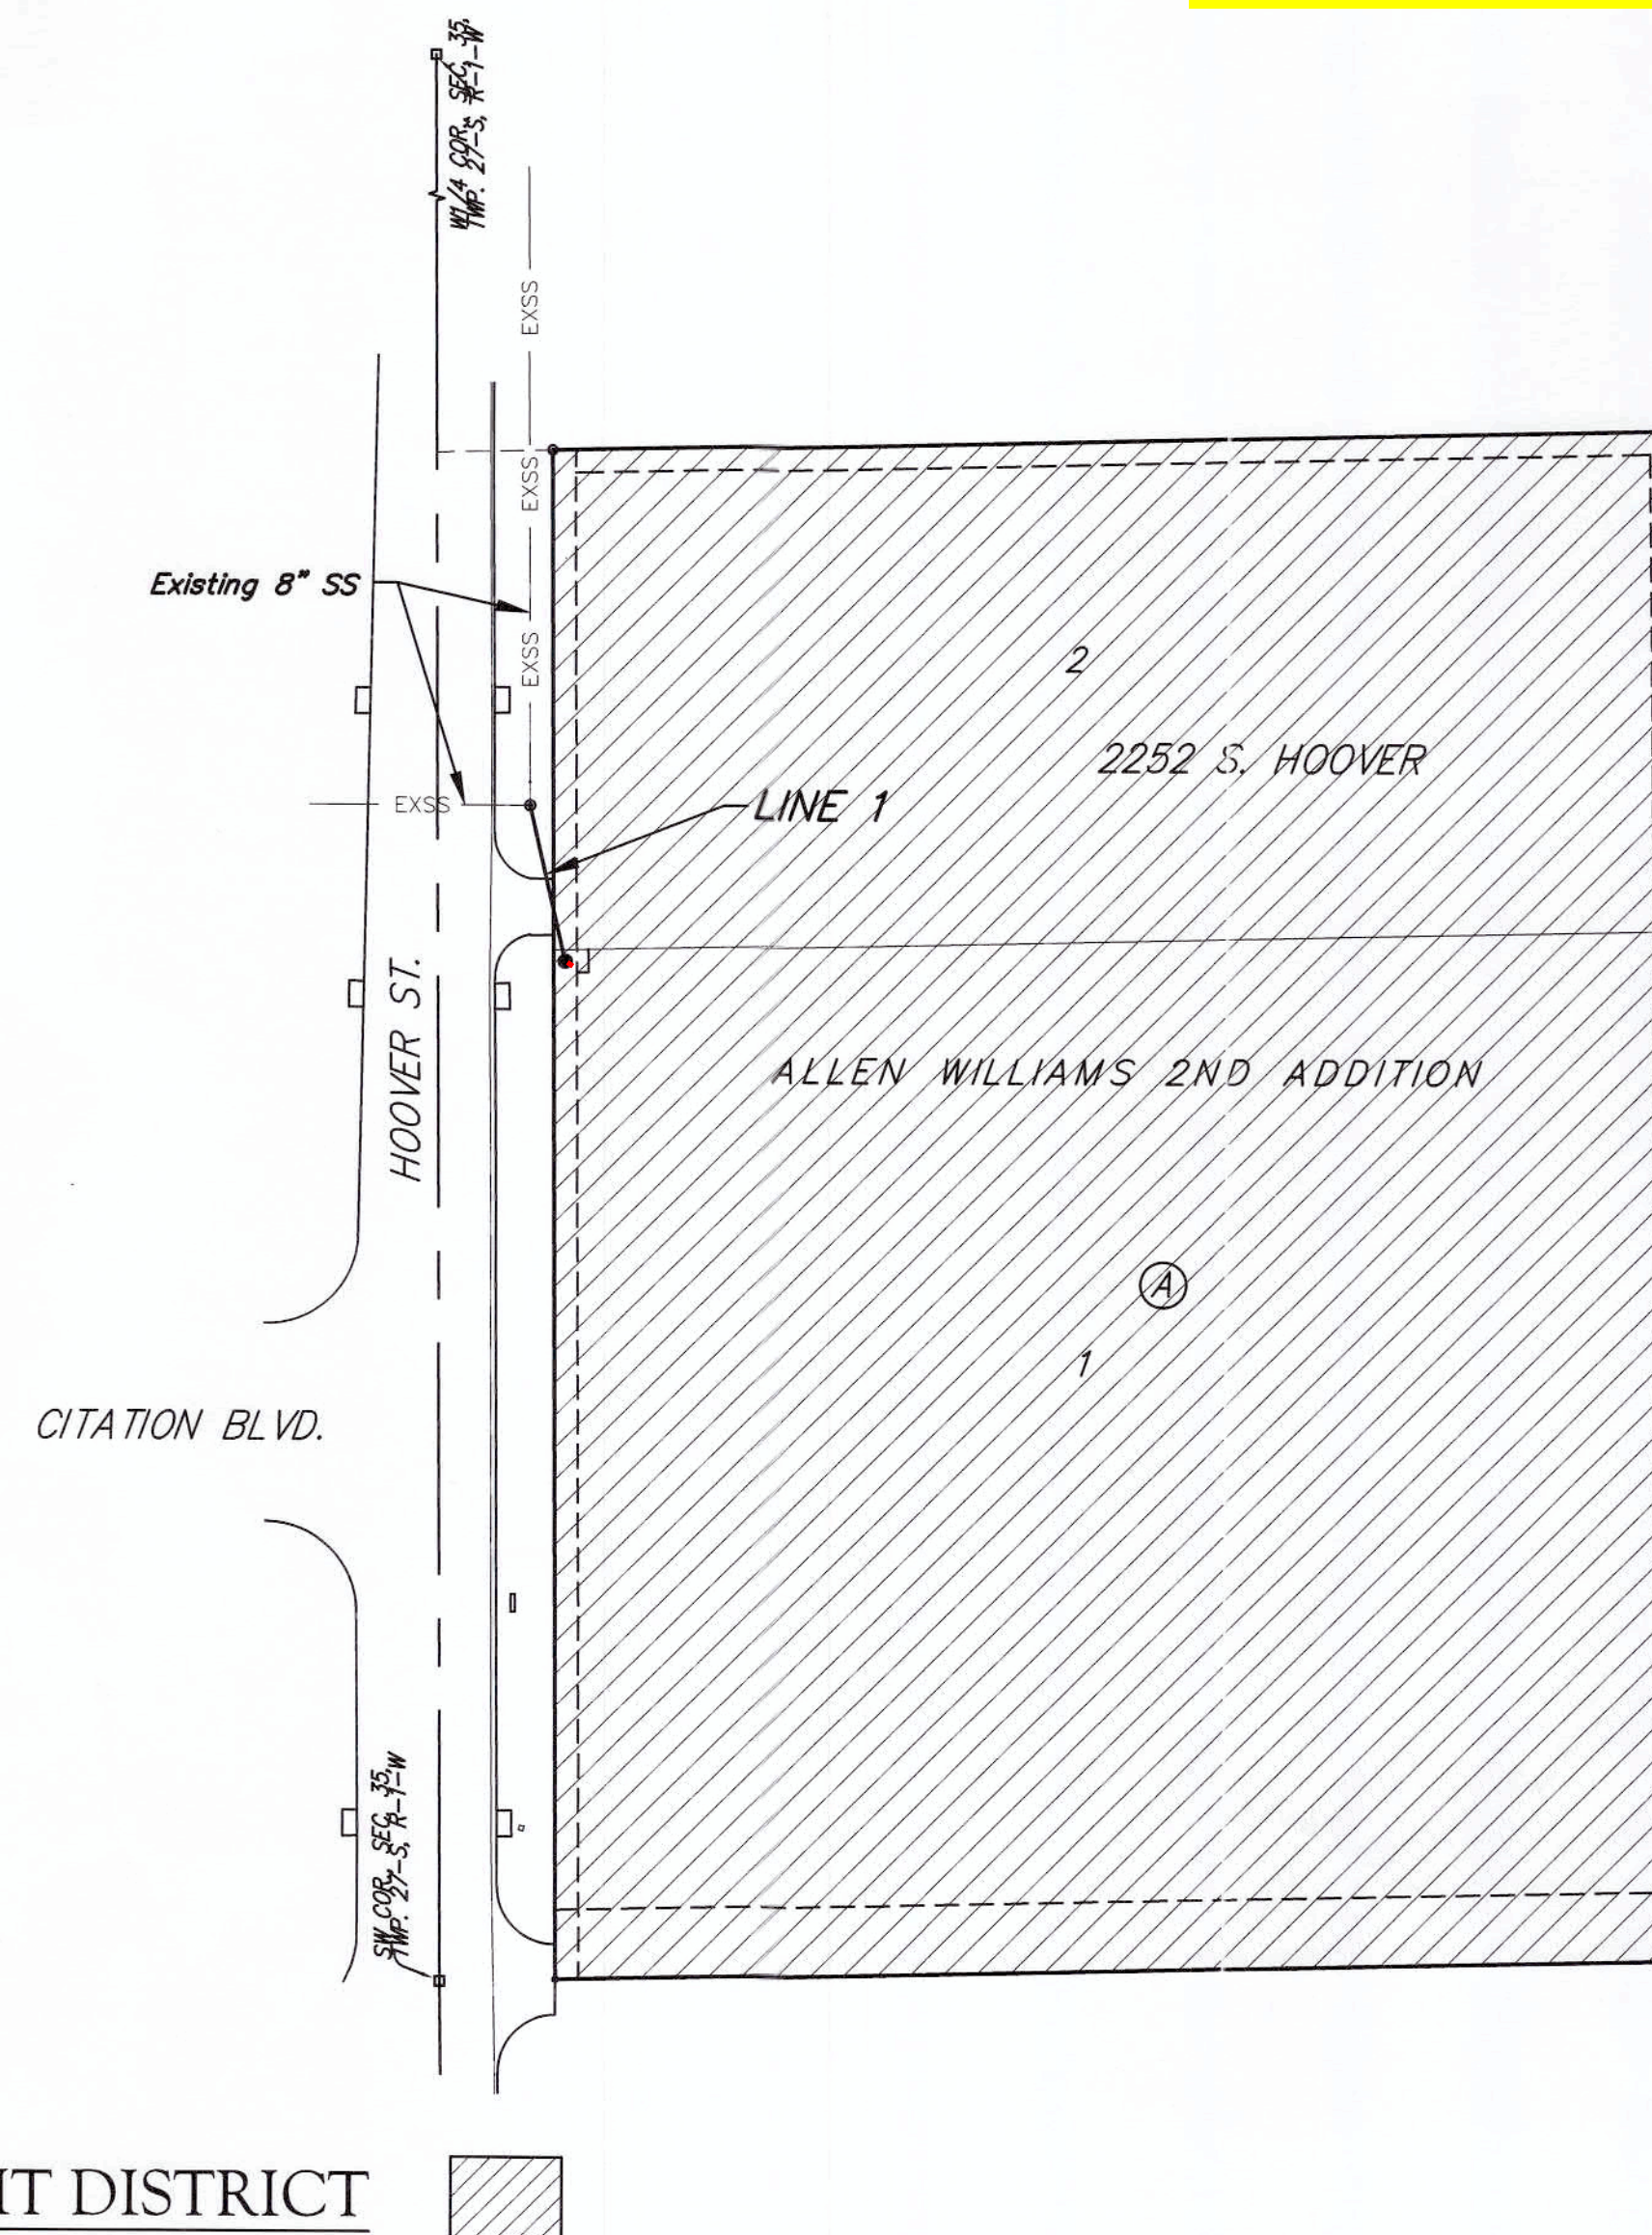 W1/4 COR. SEC. 35,
TWP. 27-S, R-1-W
EXSS
EXSS
Existing 8" SS
EXSS
2
2252 S. HOOVER
EXSS
LINE 1
HOOVER ST.
ALLEN WILLIAMS 2ND ADDITION
A
1
CITATION BLVD.
SW COR. SEC. 35,
TWP. 27-S, R-1-W
IT DISTRICT